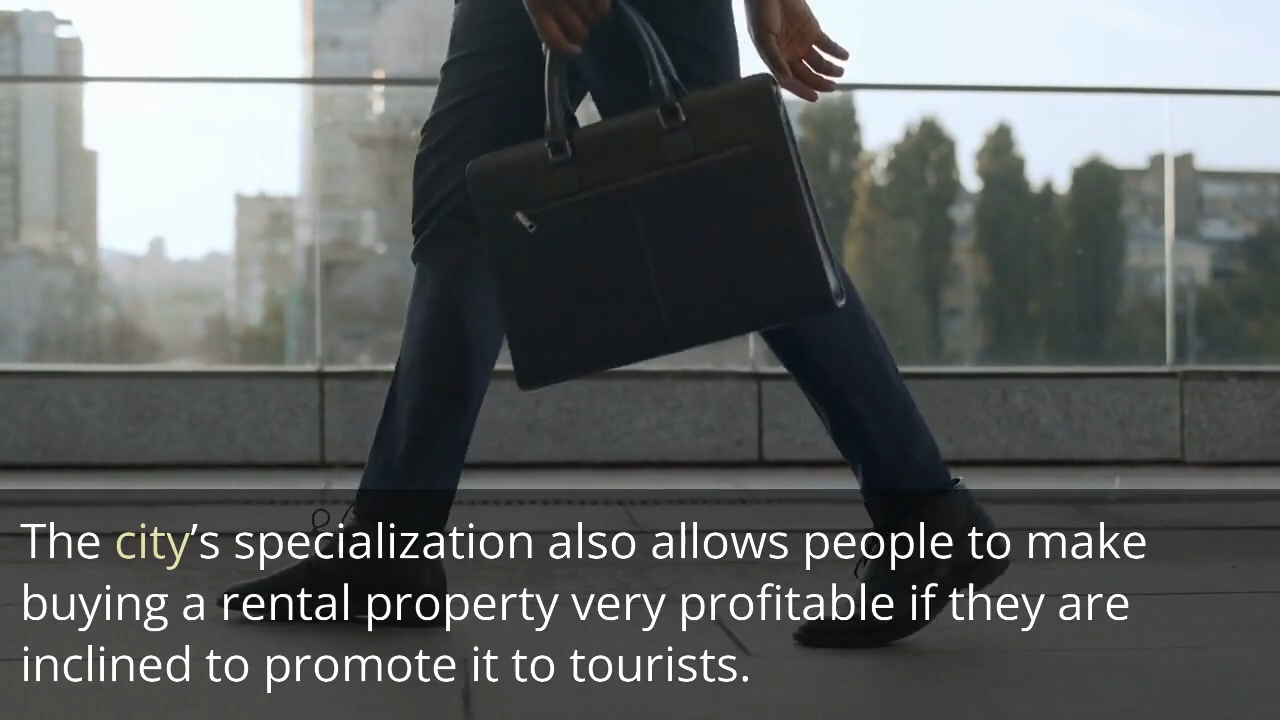 The city’s specialization also allows people to make
buying a rental property very profitable if they are
inclined to promote it to tourists.